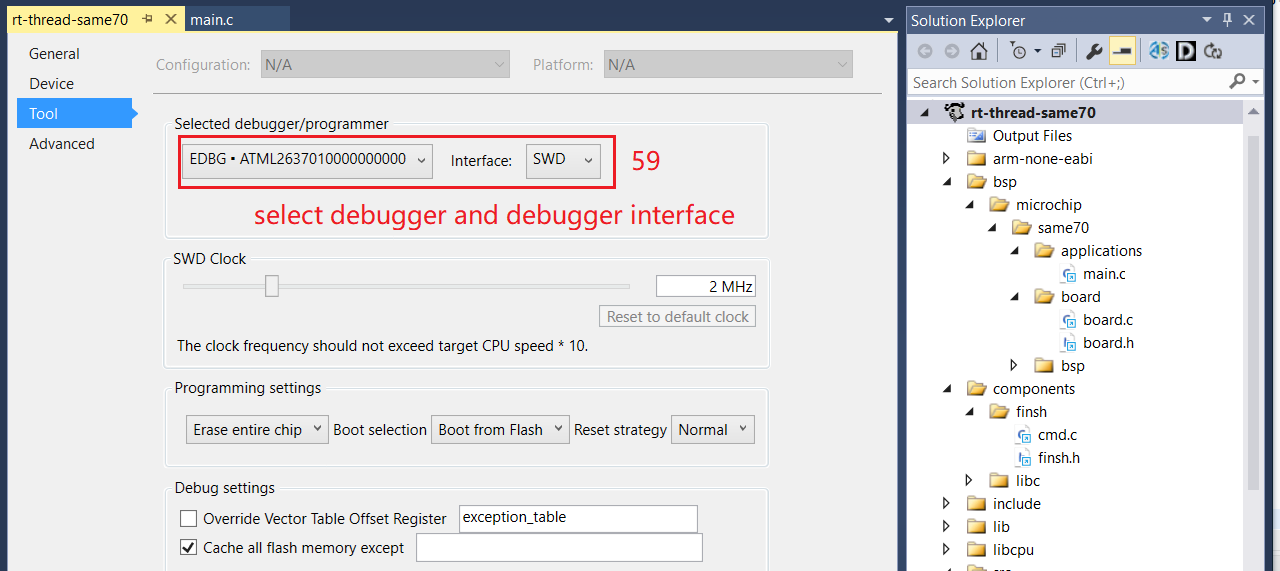 rt-thread-same70
main.c
General
Device
Tool
Advanced
Configuration: N/A Platform: N/A
Selected debugger/programmer
EDBG • ATML2637010000000000 Interface: SWD 59
select debugger and debugger interface
SWD Clock
2 MHz
Reset to default clock
The clock frequency should not exceed target CPU speed * 10.
Programming settings
Erase entire chip Boot selection Boot from Flash Reset strategy Normal
Debug settings
Override Vector Table Offset Register exception_table
Cache all flash memory except
Solution Explorer
Search Solution Explorer (Ctrl+;)
rt-thread-same70
Output Files
arm-none-eabi
bsp
microchip
same70
applications
main.c
board
board.c
board.h
bsp
components
finsh
cmd.c
finsh.h
libc
include
lib
libcpu